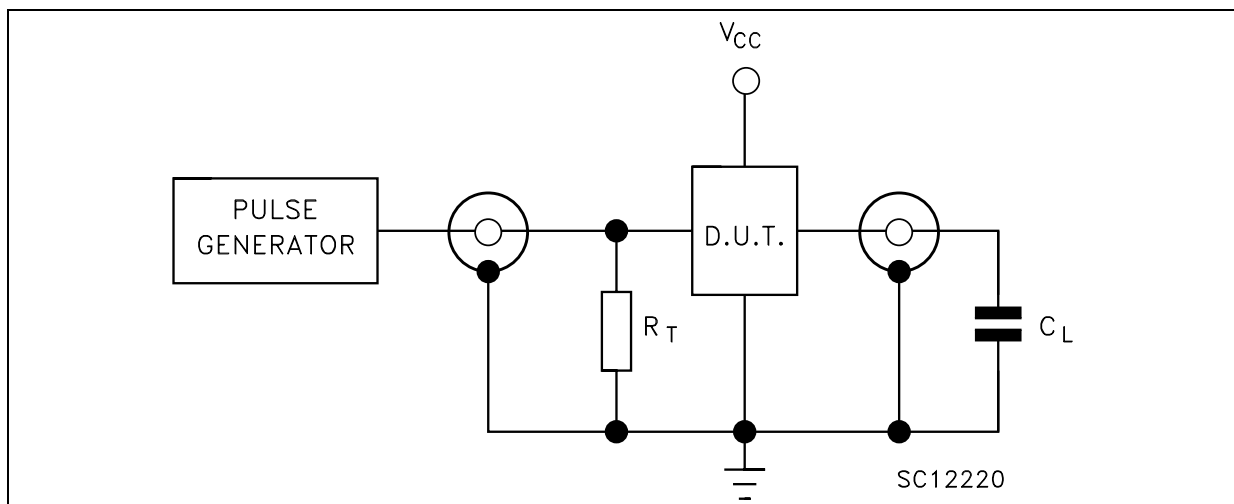 VCC
PULSE
GENERATOR
D.U.T.
RT
CL
SC12220